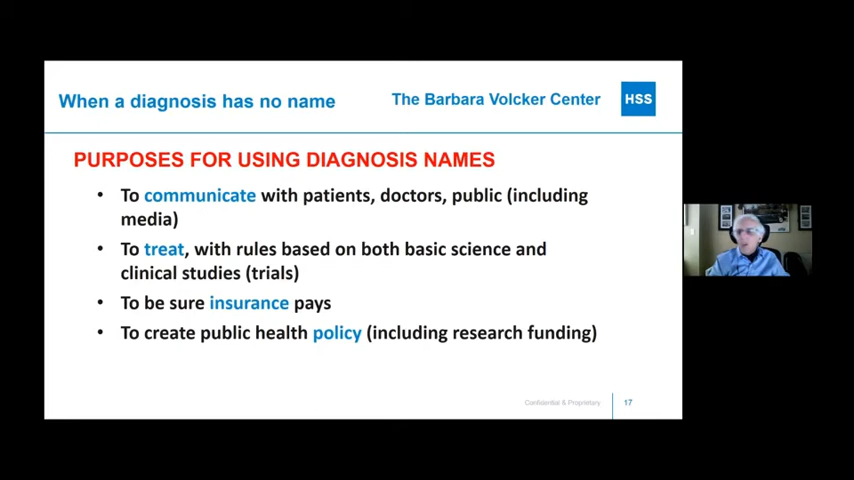 When a diagnosis has no name
The Barbara Volcker Center
HSS
PURPOSES FOR USING DIAGNOSIS NAMES
• To communicate with patients, doctors, public (including
media)
• To treat, with rules based on both basic science and
clinical studies (trials)
• To be sure insurance pays
• To create public health policy (including research funding)
Confidential & Proprietary
17